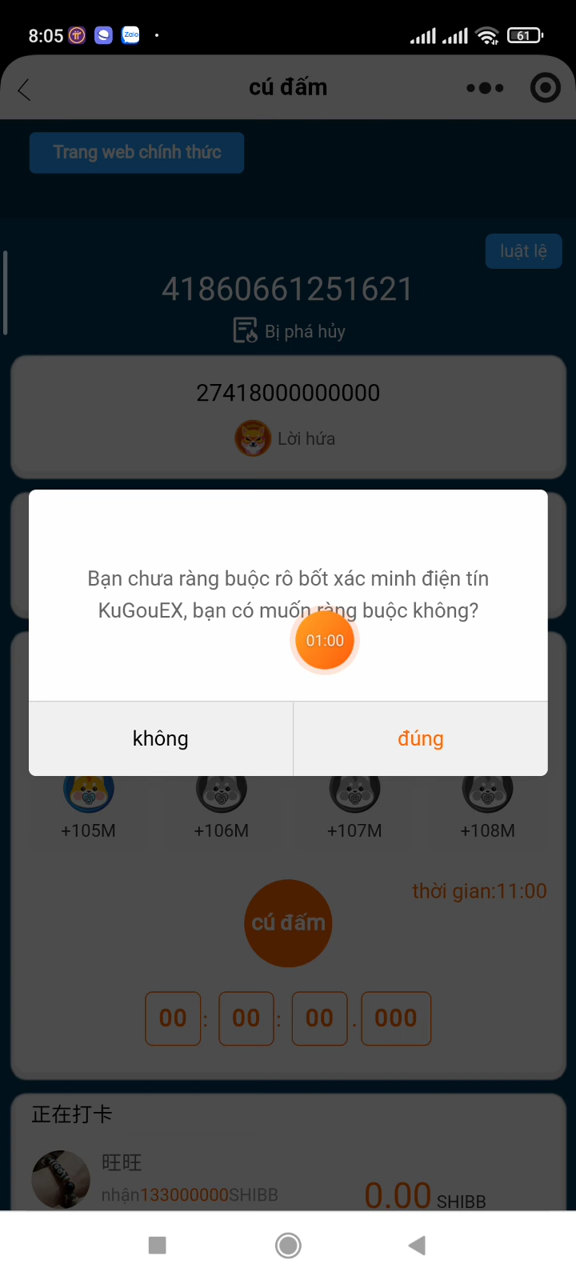 8:05
Zalo
61
cú đấm
Trang web chính thức
luật lệ
41860661251621
Bị phá hủy
27418000000000
Lời hứa
Bạn chưa ràng buộc rô bốt xác minh điện tín
KuGouEX, bạn có muốn ràng buộc không?
01:00
không
đúng
+105M
+106M
+107M
+108M
thời gian:11:00
cú đấm
00 : 00 : 00 . 000
正在打卡
旺旺
nhận133000000SHIBB
0.00 SHIBB